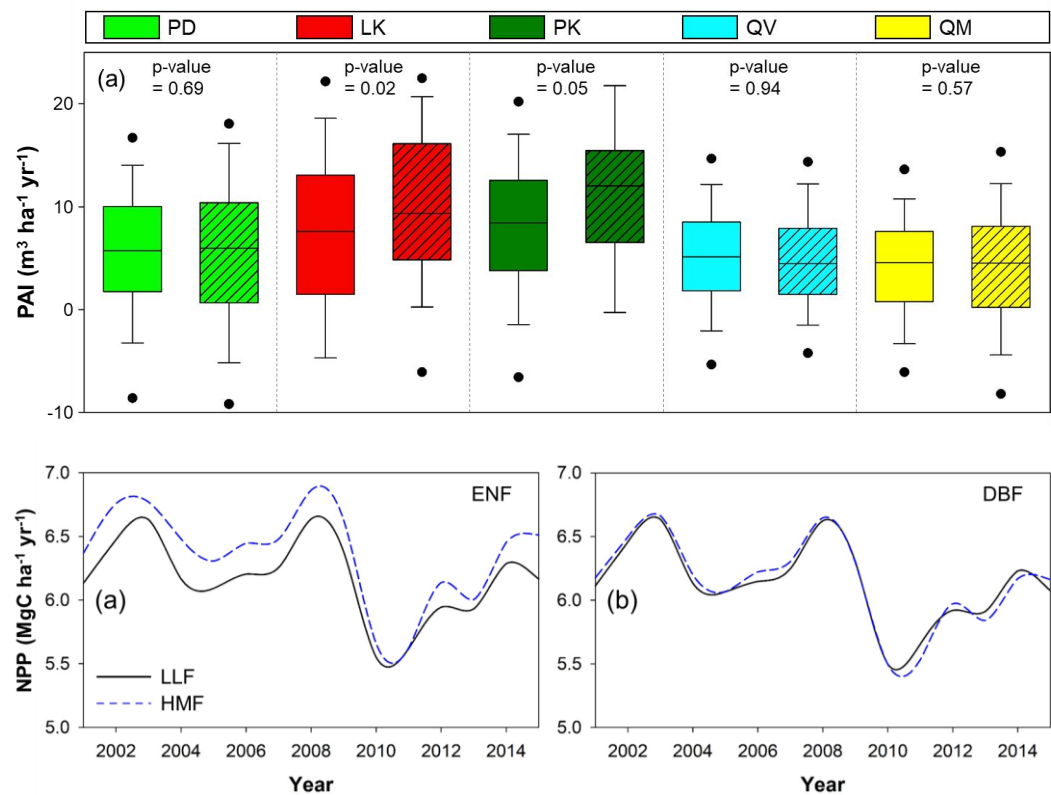 PD LK PK QV QM
(a) p-value = 0.69
p-value = 0.02
p-value = 0.05
p-value = 0.94
p-value = 0.57
PAI (m³ ha⁻¹ yr⁻¹)
20
10
0
-10
ENF
(a)
LLF
HMF
NPP (MgC ha⁻¹ yr⁻¹)
7.0
6.5
6.0
5.5
5.0
2002 2004 2006 2008 2010 2012 2014
Year
DBF
(b)
7.0
6.5
6.0
5.5
5.0
2002 2004 2006 2008 2010 2012 2014
Year